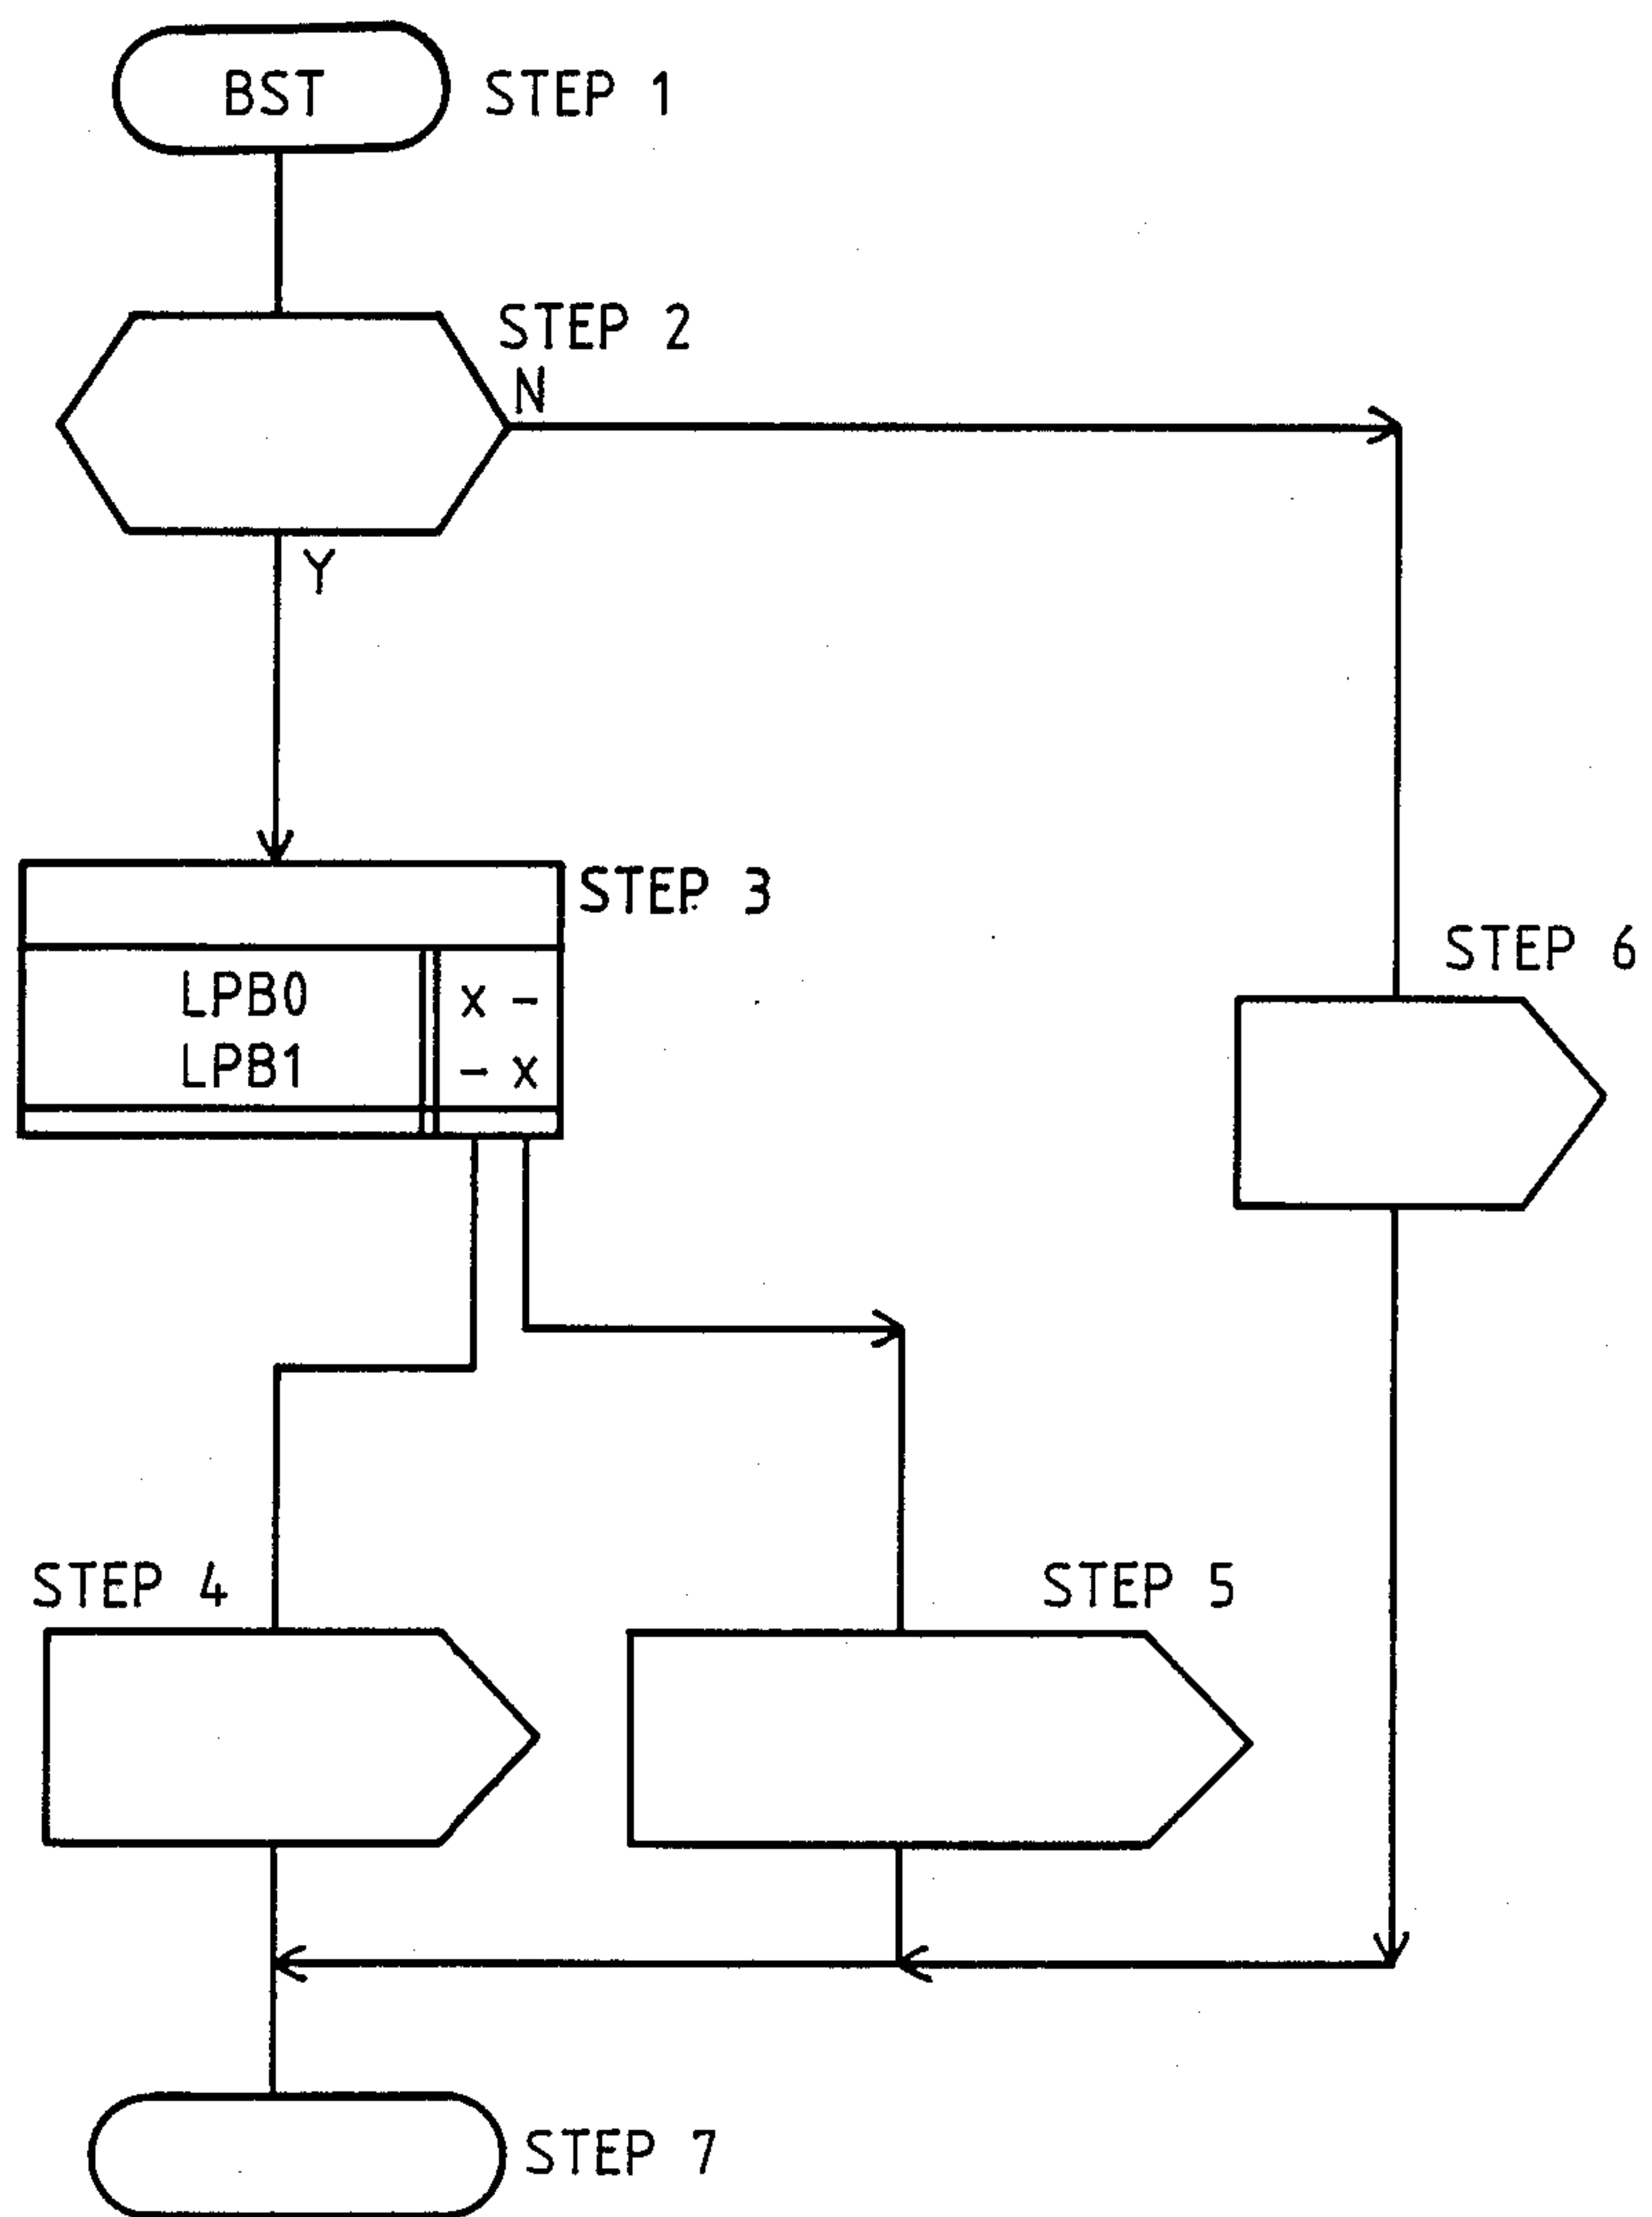 BST
STEP 1
STEP 2
N
Y
STEP 3
LPB0 x -
LPB1 - x
STEP 6
STEP 4
STEP 5
STEP 7